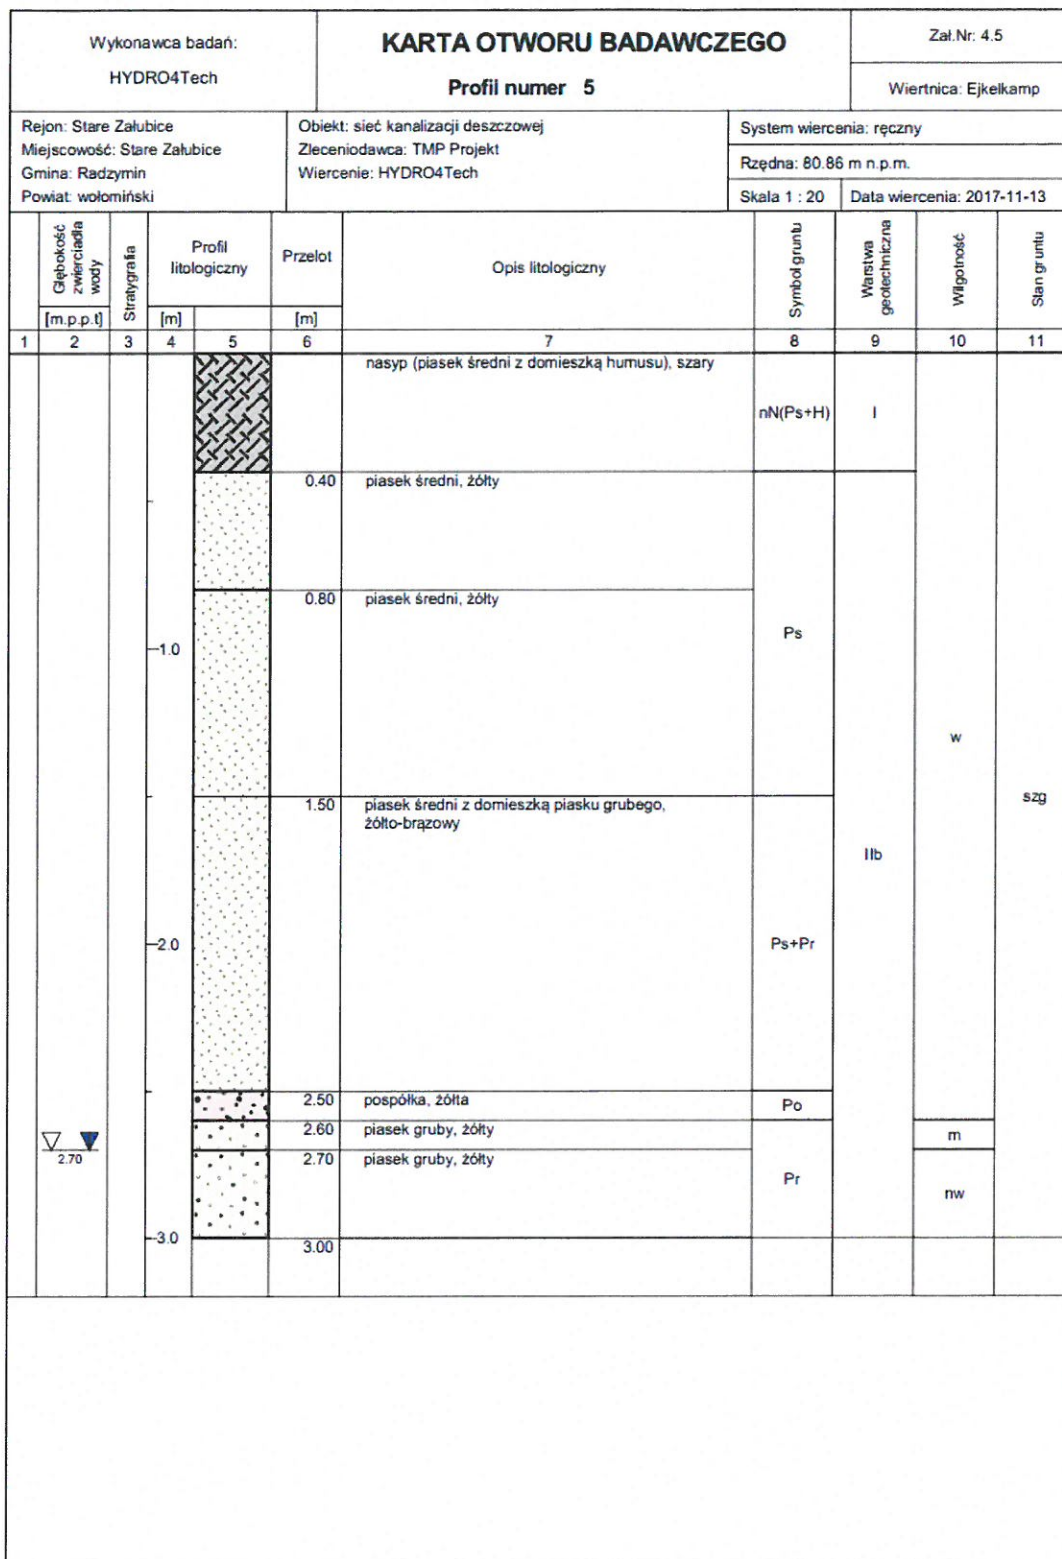 Wykonawca badań:
HYDRO4Tech
KARTA OTWORU BADAWCZEGO
Profil numer 5
Zał.Nr: 4.5
Wiertnica: Ejkelkamp
Rejon: Stare Załubice
Miejscowość: Stare Załubice
Gmina: Radzymin
Powiat: wołomiński
Obiekt: sieć kanalizacji deszczowej
Zleceniodawca: TMP Projekt
Wiercenie: HYDRO4Tech
System wiercenia: ręczny
Rzędna: 80.86 m n.p.m.
Skala 1 : 20
Data wiercenia: 2017-11-13
Głębokość
zwierciadła
wody
[m.p.p.t]
Stratygrafia
Profil
litologiczny
[m]
Przelot
[m]
Opis litologiczny
Symbol gruntu
Warstwa
geotechniczna
Wilgotność
Stan gruntu
1 2 3 4 5 6 7 8 9 10 11
nasyp (piasek średni z domieszką humusu), szary
nN(Ps+H)
I
0.40 piasek średni, żółty
0.80 piasek średni, żółty
Ps
1.0
w
1.50 piasek średni z domieszką piasku grubego,
żółto-brązowy
szg
IIb
2.0
Ps+Pr
2.50 pospółka, żółta
Po
2.60 piasek gruby, żółty
m
2.70
2.70 piasek gruby, żółty
Pr
nw
3.0
3.00